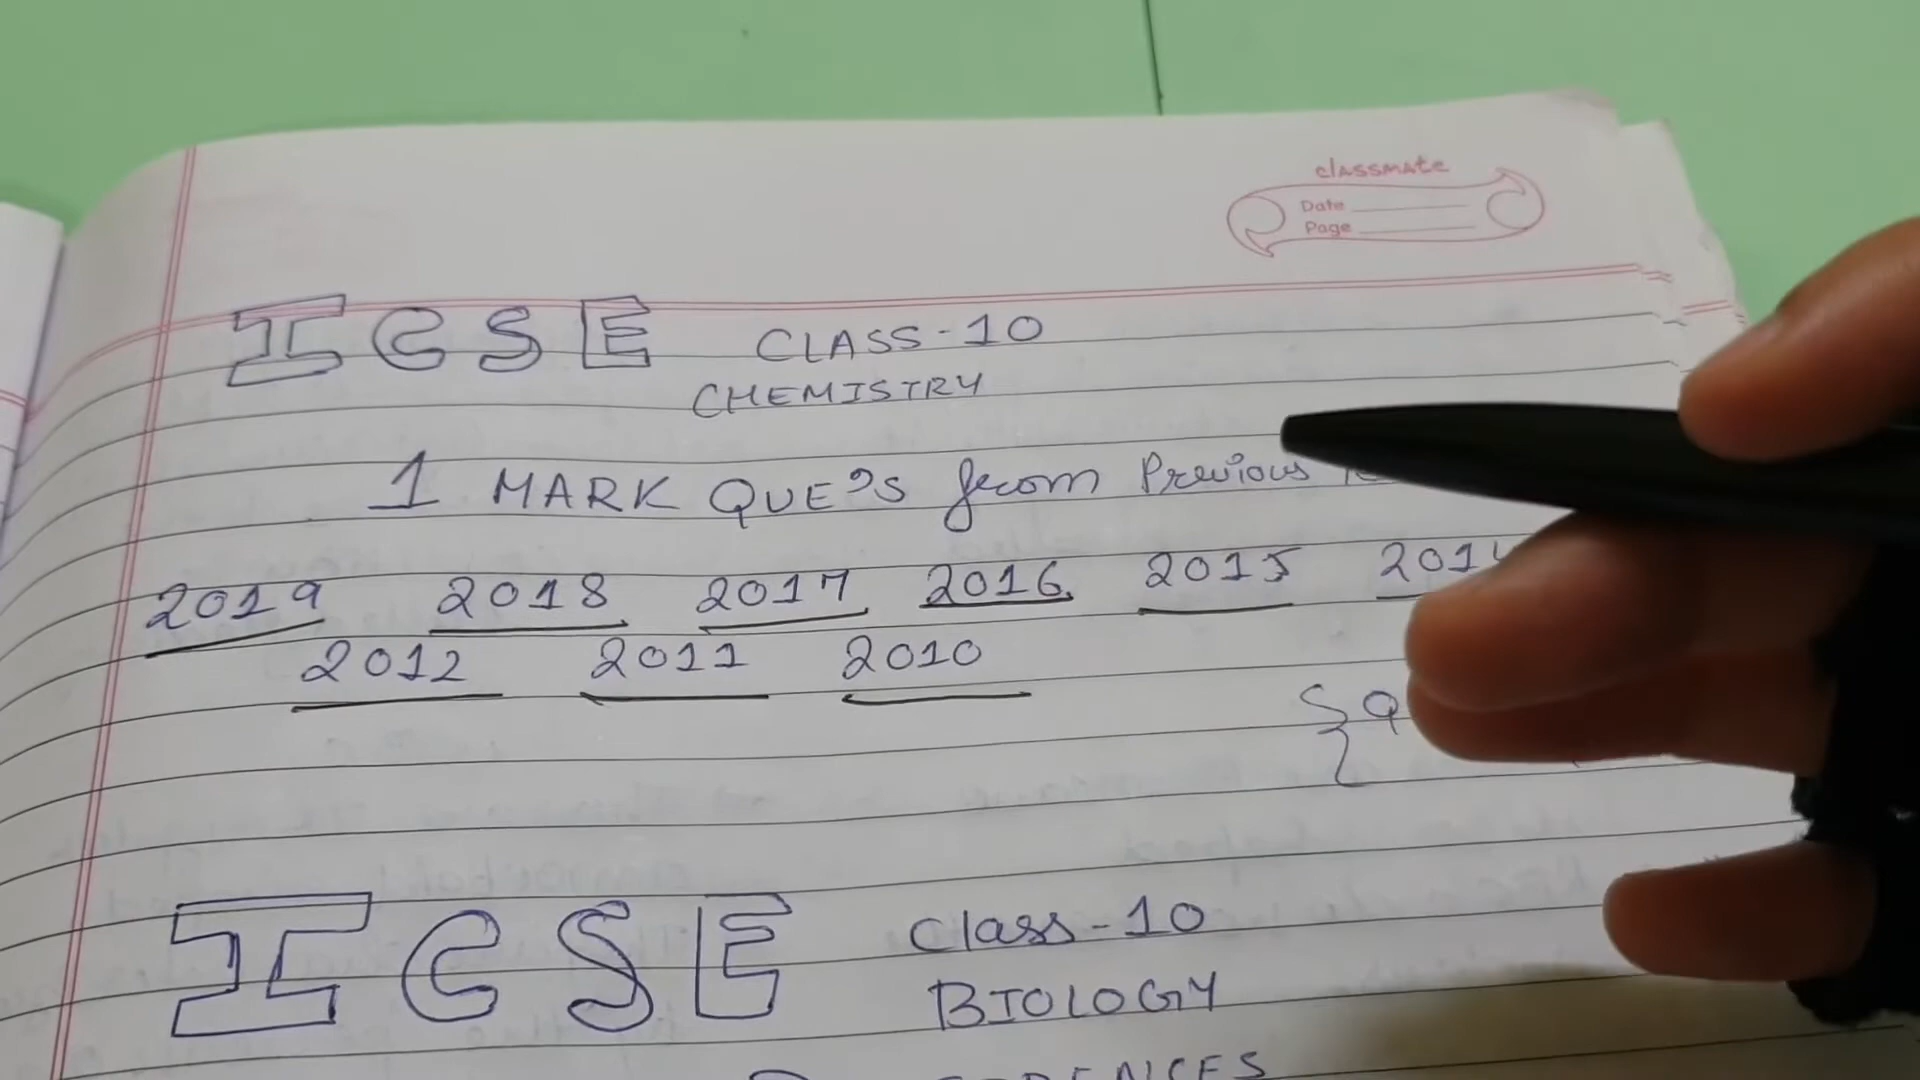 classmate
Date
Page
ICSE CLASS-10
CHEMISTRY
1 MARK QUE'S from Previous
2019 2018 2017 2016 2015 2014
2012 2011 2010
ICSE Class-10
BIOLOGY